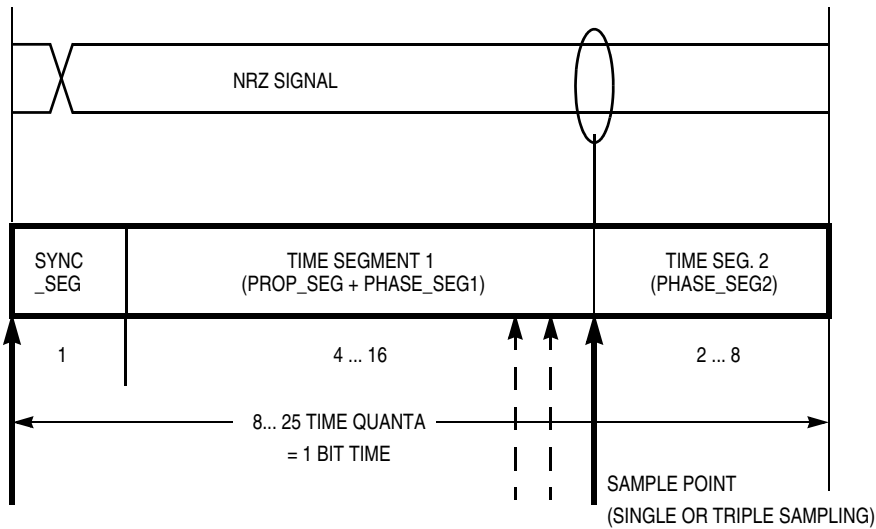 NRZ SIGNAL
SYNC
_SEG
TIME SEGMENT 1
(PROP_SEG + PHASE_SEG1)
TIME SEG. 2
(PHASE_SEG2)
1
4 ... 16
2 ... 8
8... 25 TIME QUANTA
= 1 BIT TIME
SAMPLE POINT
(SINGLE OR TRIPLE SAMPLING)